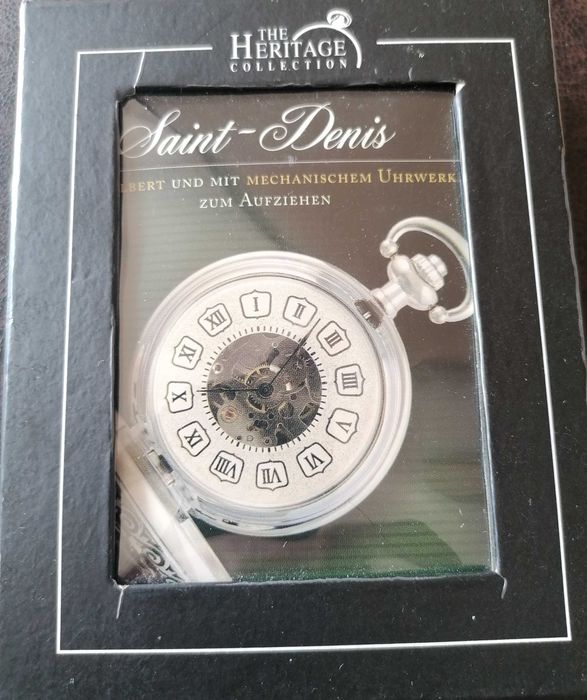 THE
HERITAGE
COLLECTION
Saint-Denis
LBERT UND MIT MECHANISCHEM UHRWERK
ZUM AUFZIEHEN
XII I II III IIII V VI VII VIII IX X XI